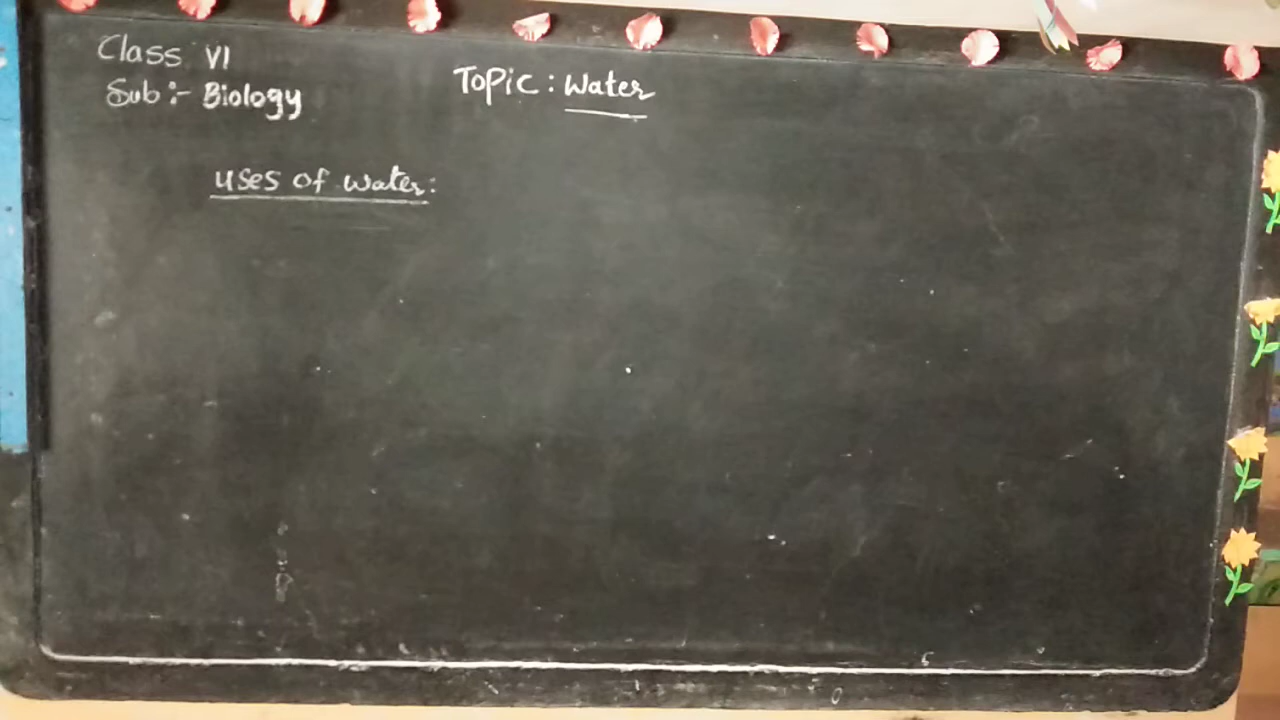 Class VI
Sub :- Biology
Topic : Water
uses of water: